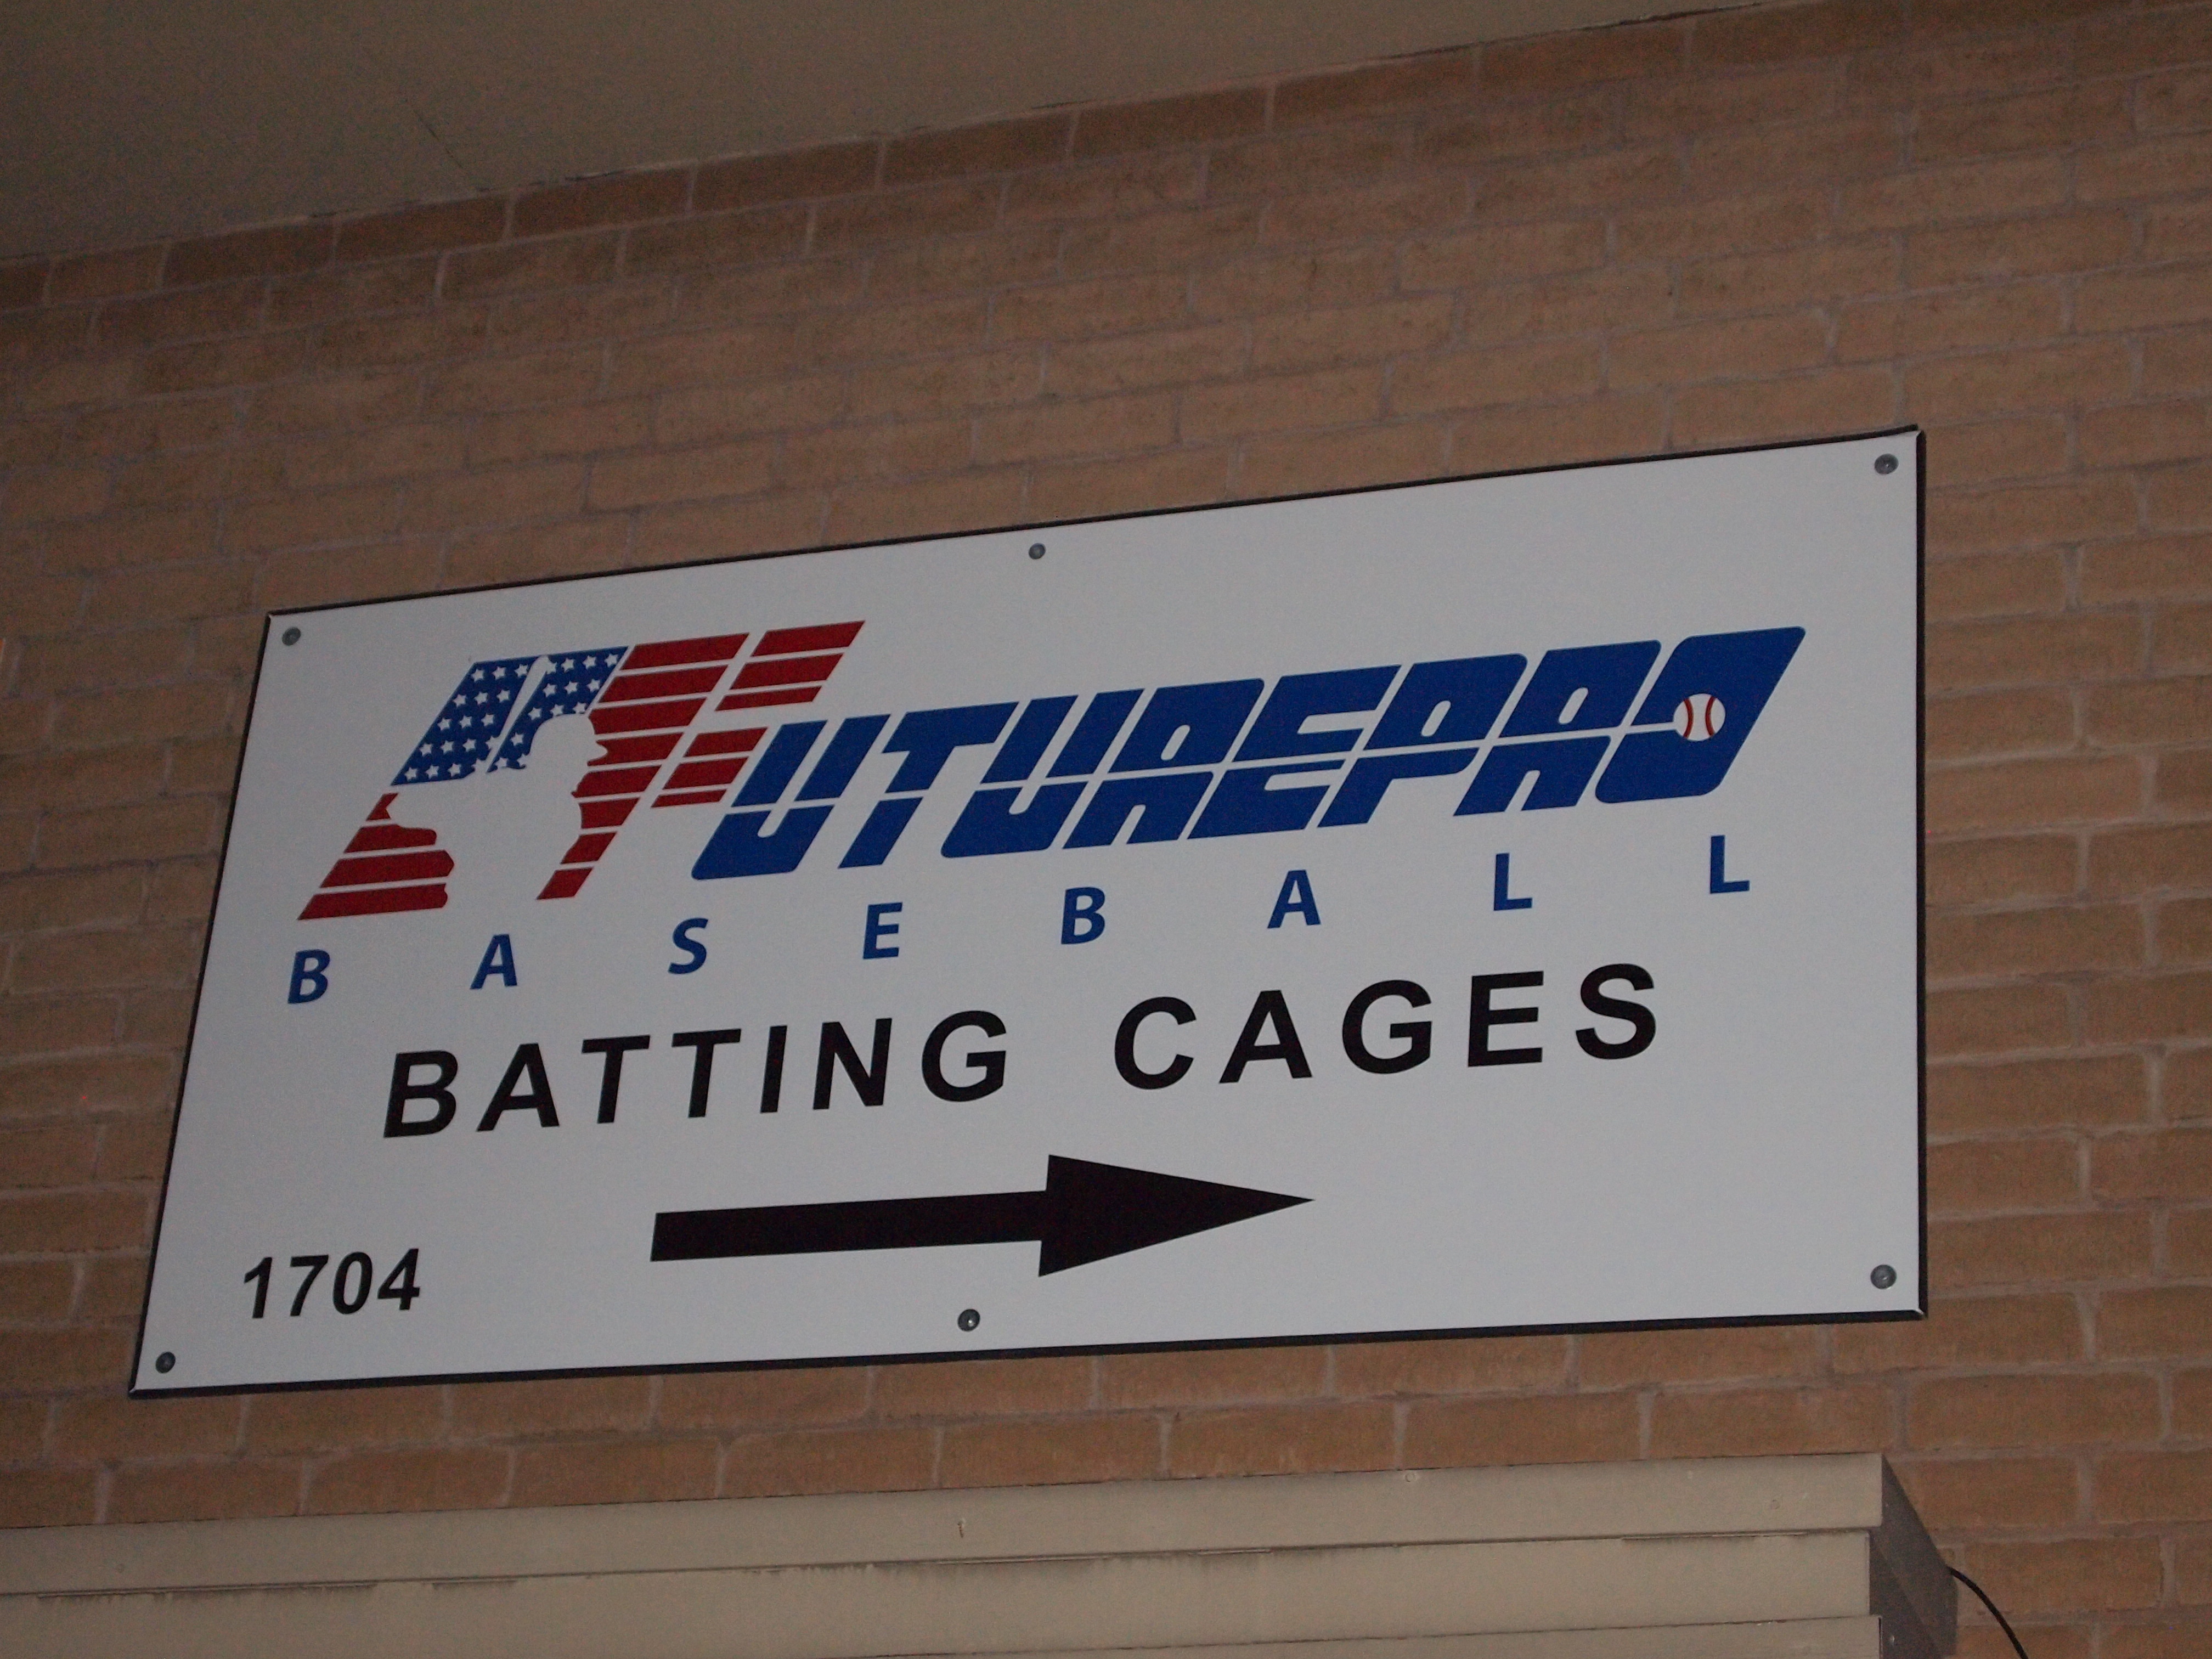 FUTUREPRO
BASEBALL
BATTING CAGES
1704